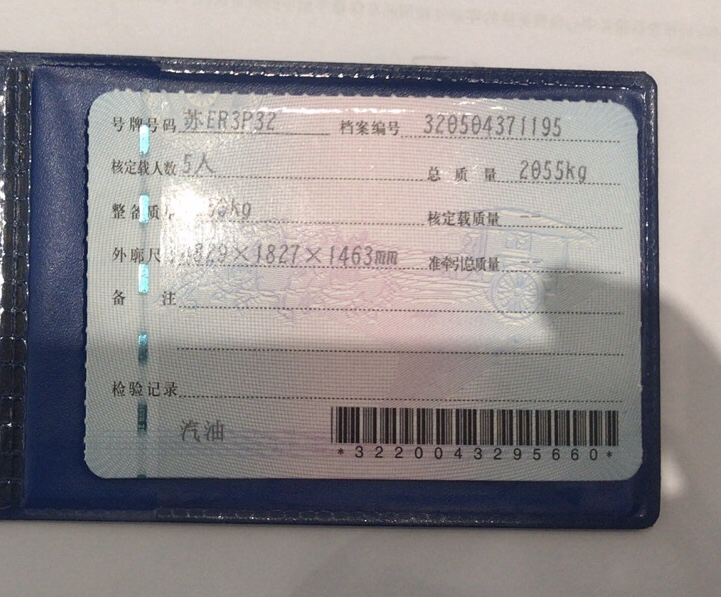 号牌号码 苏ER3P32 档案编号 320504371195
核定载人数 5人 总质量 2055kg
整备质 kg 核定载质量 --
外廓尺 4829×1827×1463mm 准牵引总质量 --
备注
检验记录
汽油
*3220043295660*